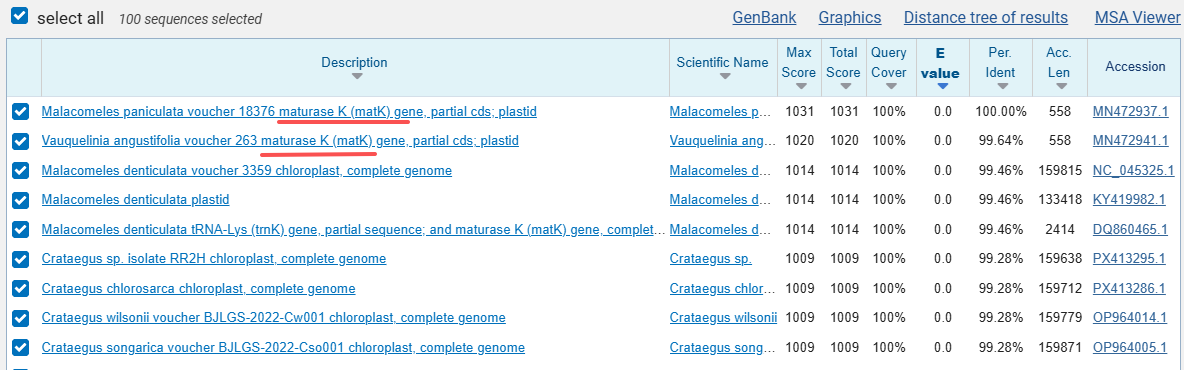 select all 100 sequences selected GenBank Graphics Distance tree of results MSA Viewer
Description Scientific Name Max Score Total Score Query Cover E value Per. Ident Acc. Len Accession
Malacomeles paniculata voucher 18376 maturase K (matK) gene, partial cds; plastid Malacomeles p... 1031 1031 100% 0.0 100.00% 558 MN472937.1
Vauquelinia angustifolia voucher 263 maturase K (matK) gene, partial cds; plastid Vauquelinia ang... 1020 1020 100% 0.0 99.64% 558 MN472941.1
Malacomeles denticulata voucher 3359 chloroplast, complete genome Malacomeles d... 1014 1014 100% 0.0 99.46% 159815 NC_045325.1
Malacomeles denticulata plastid Malacomeles d... 1014 1014 100% 0.0 99.46% 133418 KY419982.1
Malacomeles denticulata tRNA-Lys (trnK) gene, partial sequence; and maturase K (matK) gene, complet... Malacomeles d... 1014 1014 100% 0.0 99.46% 2414 DQ860465.1
Crataegus sp. isolate RR2H chloroplast, complete genome Crataegus sp. 1009 1009 100% 0.0 99.28% 159638 PX413295.1
Crataegus chlorosarca chloroplast, complete genome Crataegus chlor... 1009 1009 100% 0.0 99.28% 159712 PX413286.1
Crataegus wilsonii voucher BJLGS-2022-Cw001 chloroplast, complete genome Crataegus wilsonii 1009 1009 100% 0.0 99.28% 159779 OP964014.1
Crataegus songarica voucher BJLGS-2022-Cso001 chloroplast, complete genome Crataegus song... 1009 1009 100% 0.0 99.28% 159871 OP964005.1